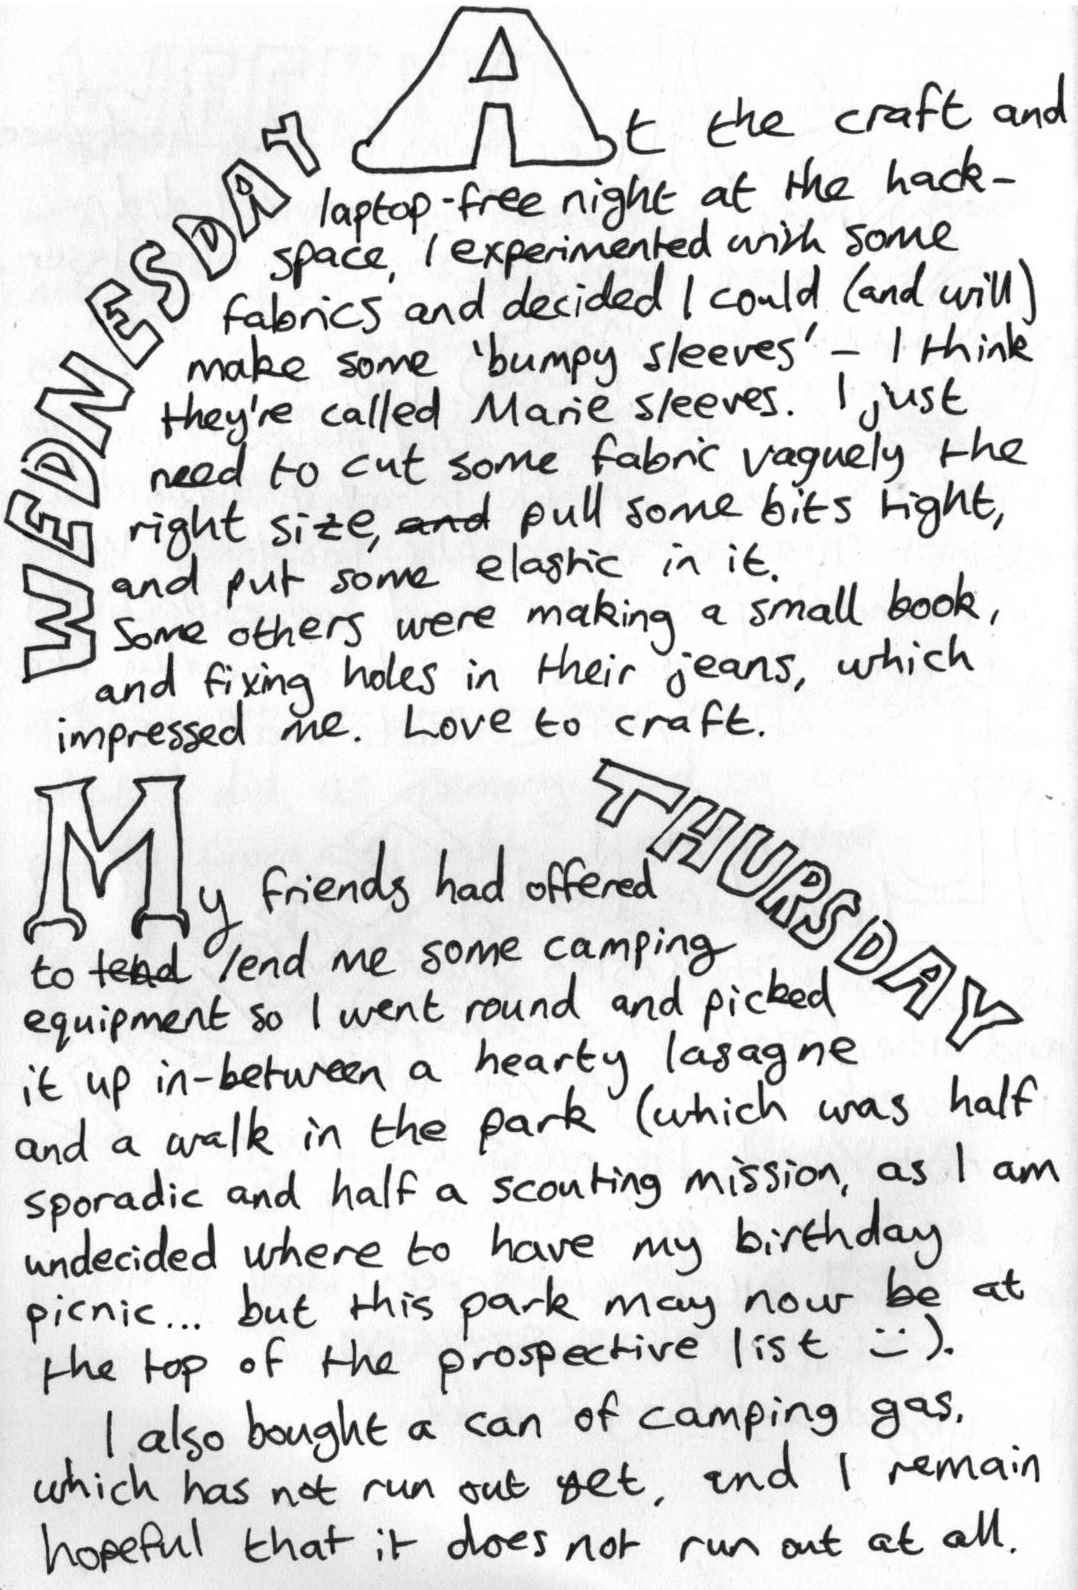 WEDNESDAY
At the craft and
laptop-free night at the hack-
space, I experimented with some
fabrics and decided I could (and will)
make some 'bumpy sleeves' – I think
they're called Marie sleeves. I just
need to cut some fabric vaguely the
right size, ~~and~~ pull some bits tight,
and put some elastic in it.
Some others were making a small book,
and fixing holes in their jeans, which
impressed me. Love to craft.
THURSDAY
My friends had offered
to ~~tend~~ lend me some camping
equipment so I went round and picked
it up in-between a hearty lasagne
and a walk in the park (which was half
sporadic and half a scouting mission, as I am
undecided where to have my birthday
picnic... but this park may now be at
the top of the prospective list :)).
I also bought a can of camping gas,
which has not run out yet, and I remain
hopeful that it does not run out at all.